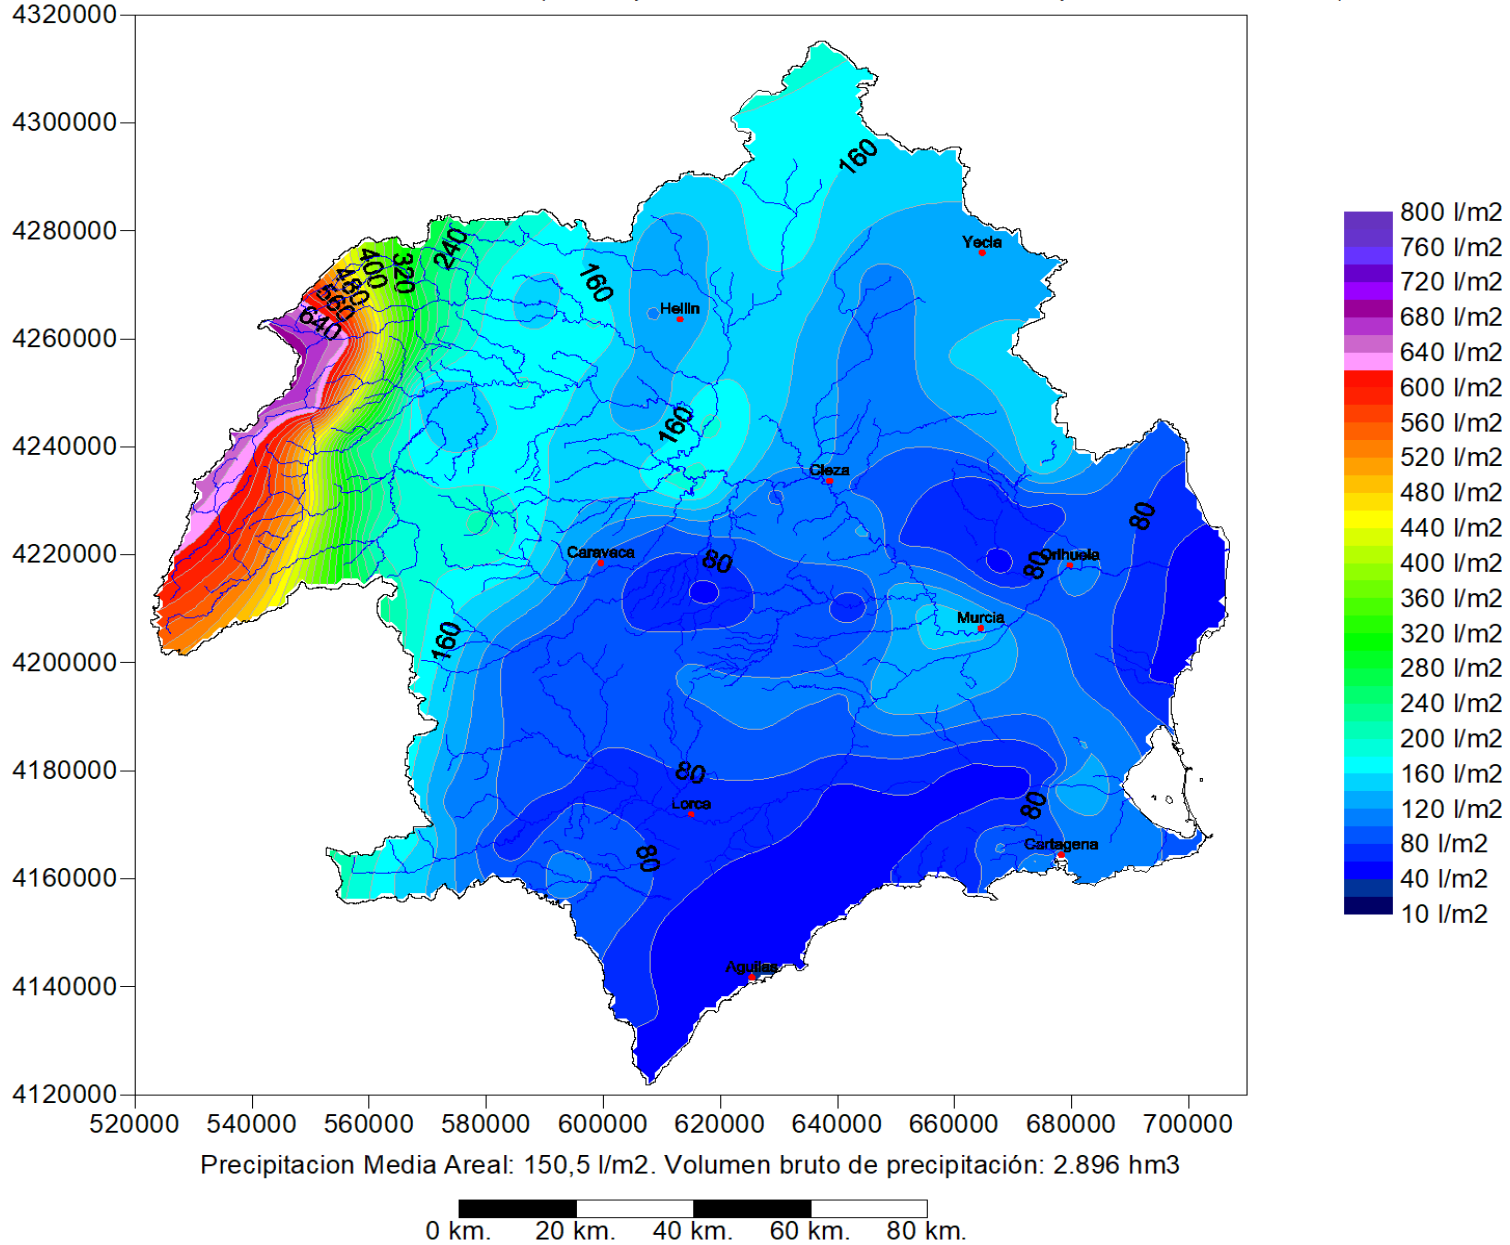 4320000
4300000
4280000
4260000
4240000
4220000
4200000
4180000
4160000
4140000
4120000
520000 540000 560000 580000 600000 620000 640000 660000 680000 700000
160
Yecla
240
320
400
480
560
640
160
Hellin
160
Cieza
80
Caravaca
80
80
Orihuela
Murcia
160
80
Lorca
80
80
Cartagena
Aguilas
800 l/m2
760 l/m2
720 l/m2
680 l/m2
640 l/m2
600 l/m2
560 l/m2
520 l/m2
480 l/m2
440 l/m2
400 l/m2
360 l/m2
320 l/m2
280 l/m2
240 l/m2
200 l/m2
160 l/m2
120 l/m2
80 l/m2
40 l/m2
10 l/m2
Precipitacion Media Areal: 150,5 l/m2. Volumen bruto de precipitación: 2.896 hm3
0 km. 20 km. 40 km. 60 km. 80 km.